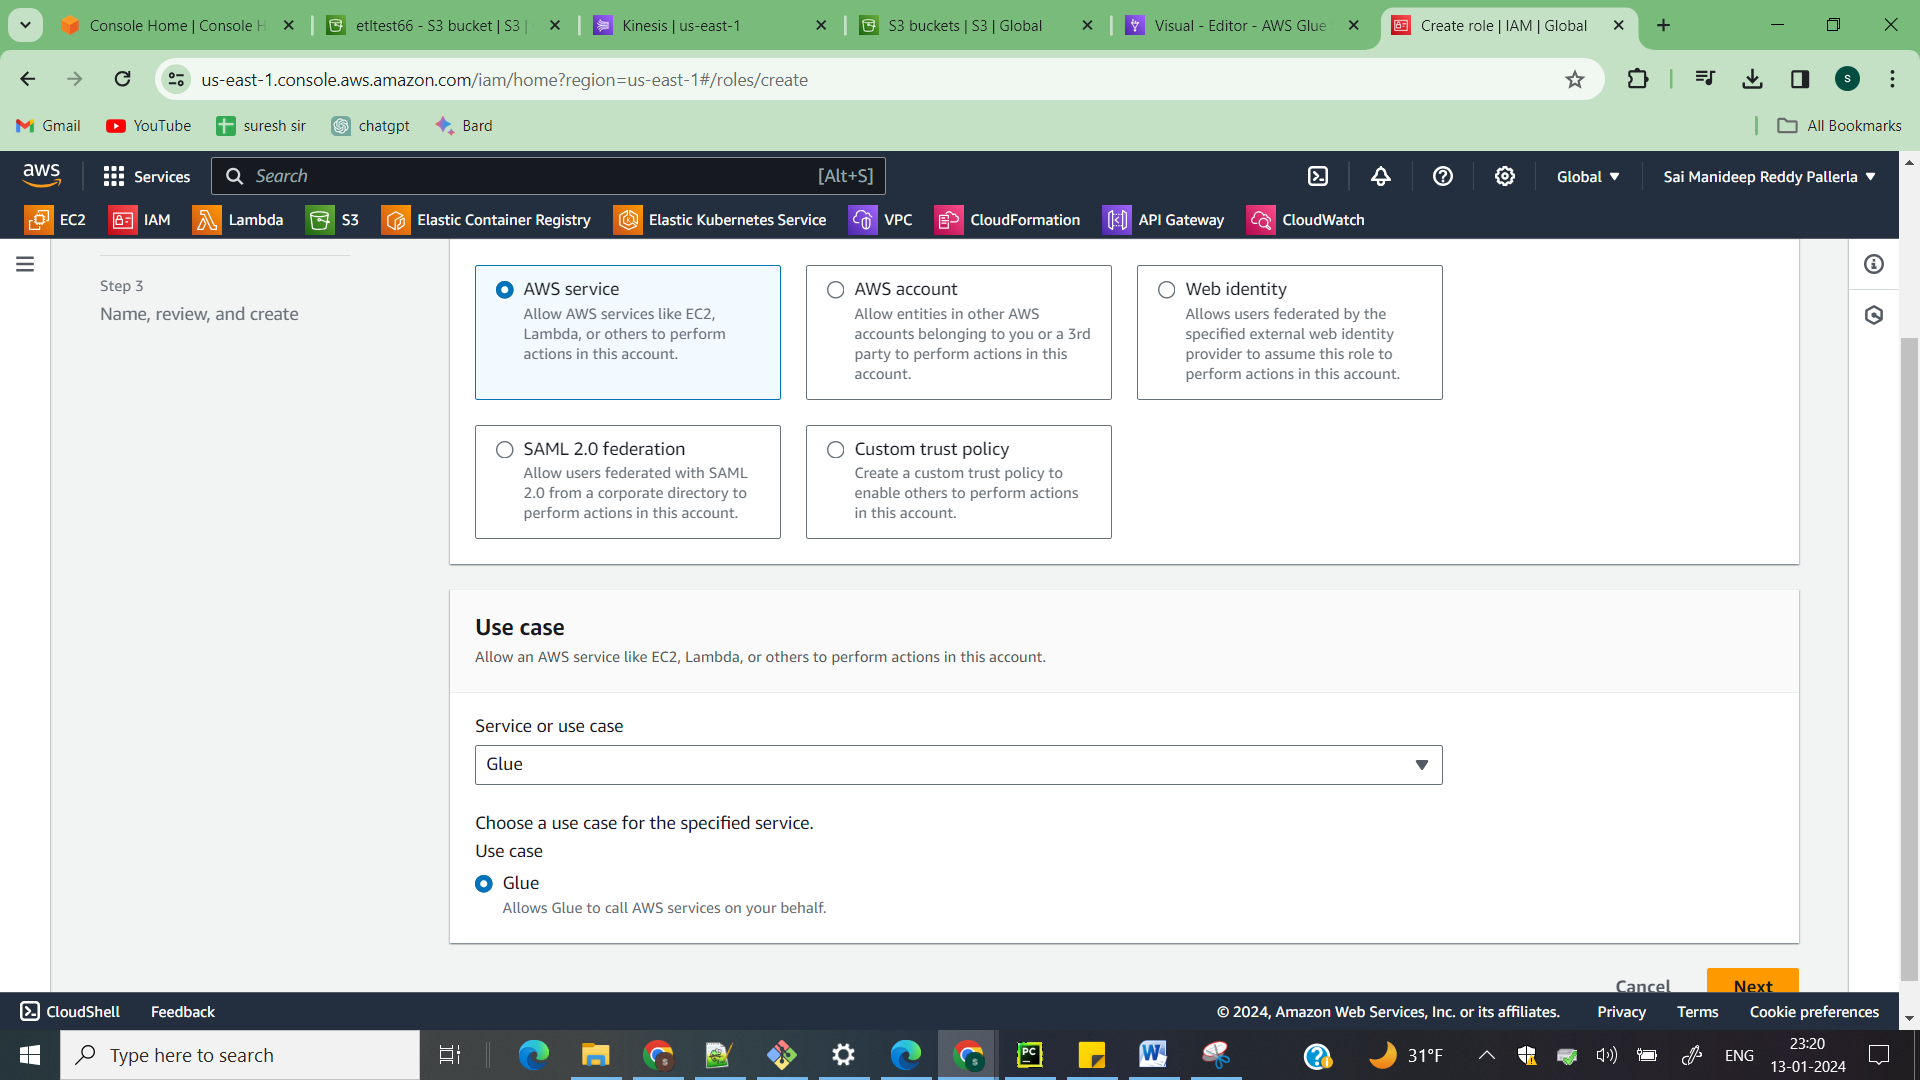 Console Home | Console H
etltest66 - S3 bucket | S3 |
Kinesis | us-east-1
S3 buckets | S3 | Global
Visual - Editor - AWS Glue
Create role | IAM | Global
us-east-1.console.aws.amazon.com/iam/home?region=us-east-1#/roles/create
S
Gmail
YouTube
suresh sir
chatgpt
Bard
All Bookmarks
aws
Services
Search
[Alt+S]
Global
Sai Manideep Reddy Pallerla
EC2
IAM
Lambda
S3
Elastic Container Registry
Elastic Kubernetes Service
VPC
CloudFormation
API Gateway
CloudWatch
Step 3
Name, review, and create
AWS service
Allow AWS services like EC2,
Lambda, or others to perform
actions in this account.
AWS account
Allow entities in other AWS
accounts belonging to you or a 3rd
party to perform actions in this
account.
Web identity
Allows users federated by the
specified external web identity
provider to assume this role to
perform actions in this account.
SAML 2.0 federation
Allow users federated with SAML
2.0 from a corporate directory to
perform actions in this account.
Custom trust policy
Create a custom trust policy to
enable others to perform actions
in this account.
Use case
Allow an AWS service like EC2, Lambda, or others to perform actions in this account.
Service or use case
Glue
Choose a use case for the specified service.
Use case
Glue
Allows Glue to call AWS services on your behalf.
Cancel
Next
CloudShell
Feedback
© 2024, Amazon Web Services, Inc. or its affiliates.
Privacy
Terms
Cookie preferences
Type here to search
PC
W
31°F
ENG
23:20
13-01-2024